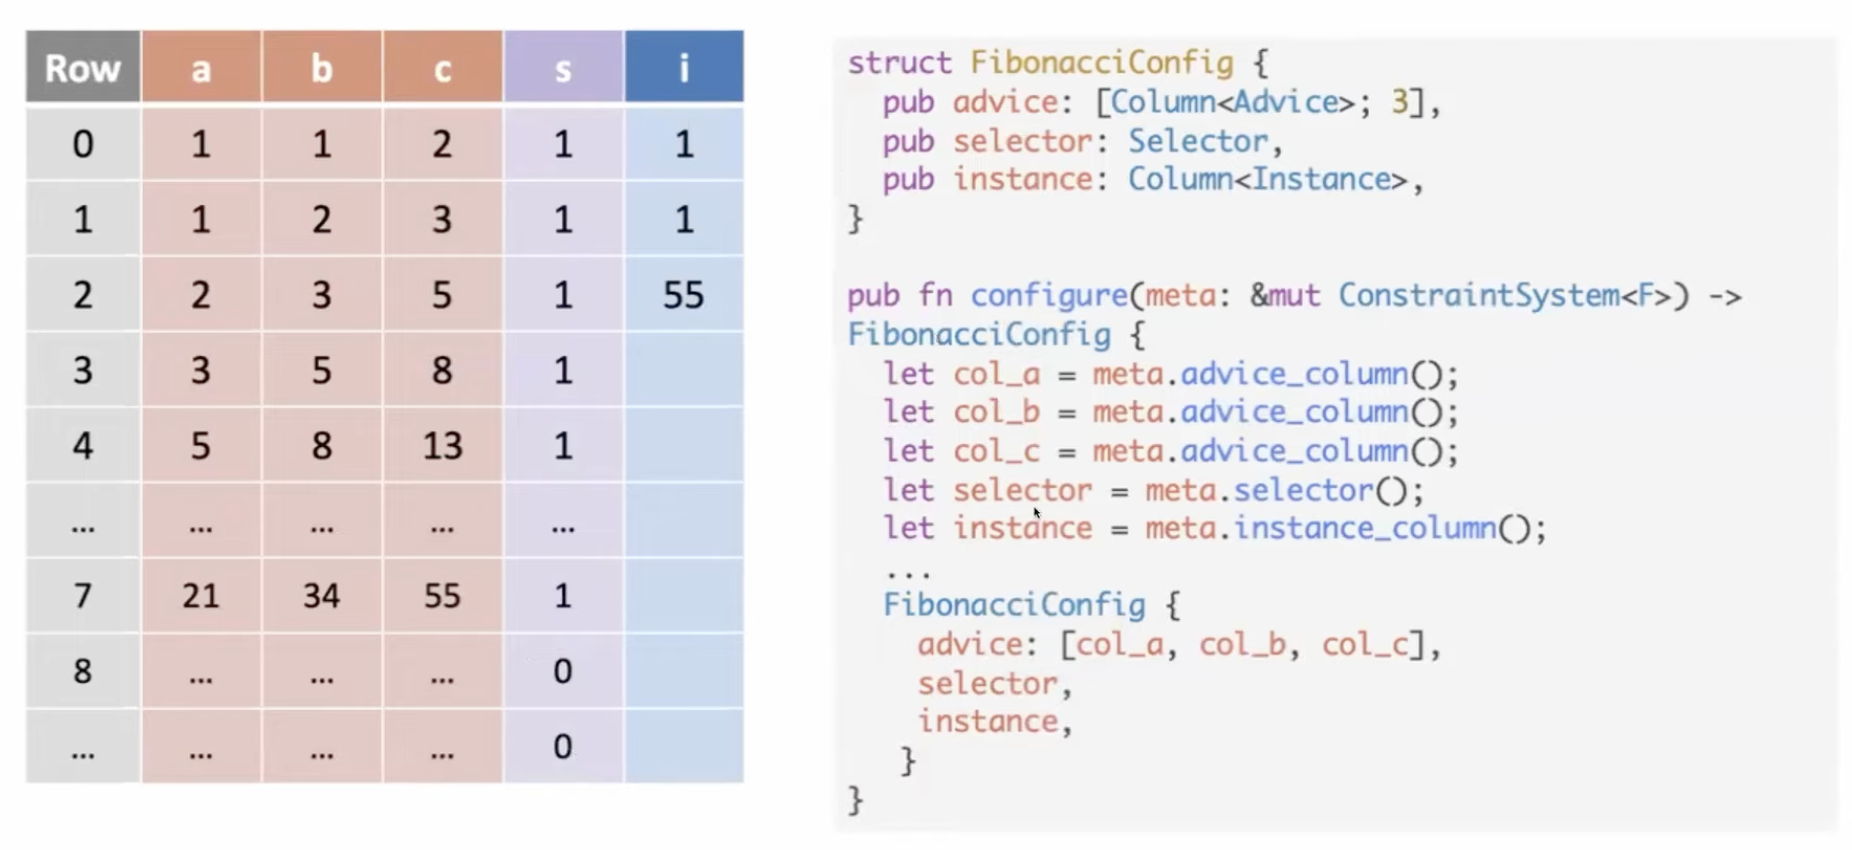 Row a b c s i
0 1 1 2 1 1
1 1 2 3 1 1
2 2 3 5 1 55
3 3 5 8 1
4 5 8 13 1
... ... ... ... ...
7 21 34 55 1
8 ... ... ... 0
... ... ... ... 0
struct FibonacciConfig {
  pub advice: [Column<Advice>; 3],
  pub selector: Selector,
  pub instance: Column<Instance>,
}
pub fn configure(meta: &mut ConstraintSystem<F>) ->
FibonacciConfig {
  let col_a = meta.advice_column();
  let col_b = meta.advice_column();
  let col_c = meta.advice_column();
  let selector = meta.selector();
  let instance = meta.instance_column();
  ...
  FibonacciConfig {
    advice: [col_a, col_b, col_c],
    selector,
    instance,
   }
}